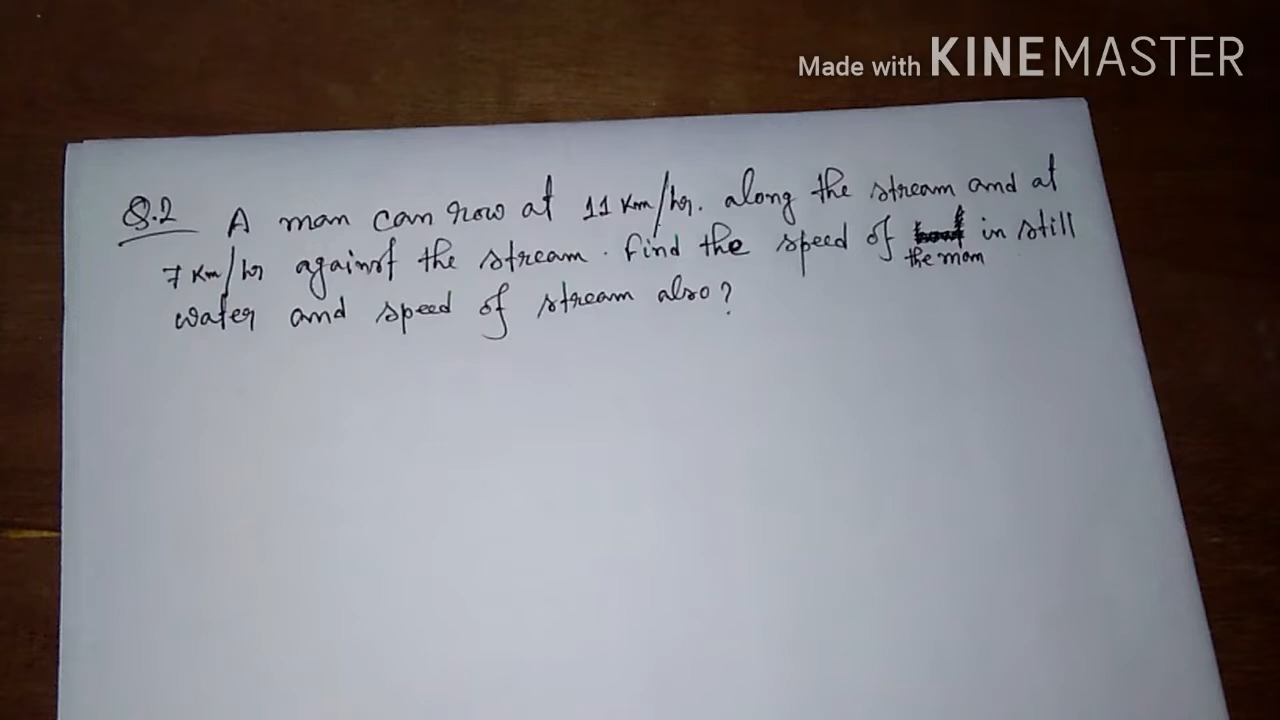 Made with KINEMASTER
Q.2 A man can row at 11 Km/hr. along the stream and at
7 Km/hr against the stream. Find the speed of in still
the man
water and speed of stream also?